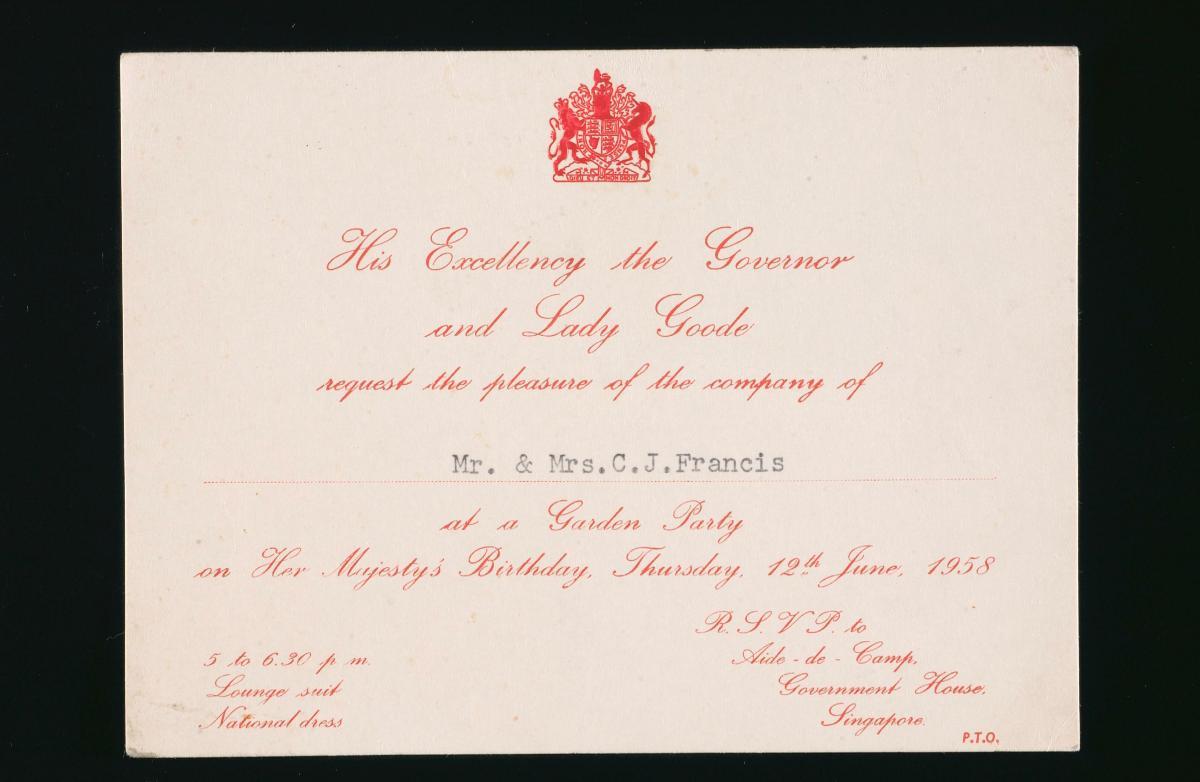 His Excellency the Governor
and Lady Goode
request the pleasure of the company of
Mr. & Mrs.C.J.Francis
at a Garden Party
on Her Majesty's Birthday, Thursday, 12th June, 1958
R. S. V. P. to
Aide - de - Camp,
Government House,
Singapore.
5 to 6.30 p m.
Lounge suit
National dress
P.T.O.